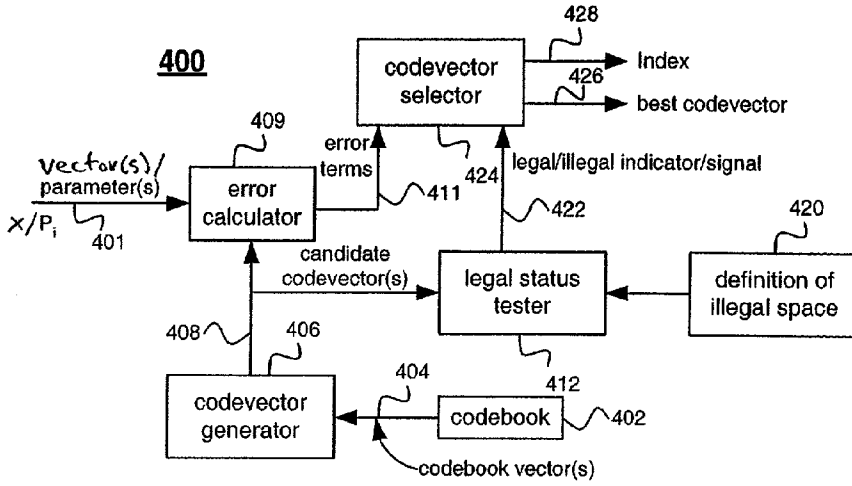 400
codevector
selector
428
Index
426
best codevector
409
error
terms
424
legal/illegal indicator/signal
vector(s)/
parameter(s)
error
calculator
411
422
420
X/Pi
401
candidate
codevector(s)
legal status
tester
definition of
illegal space
408
406
404
412
codevector
generator
codebook
402
codebook vector(s)